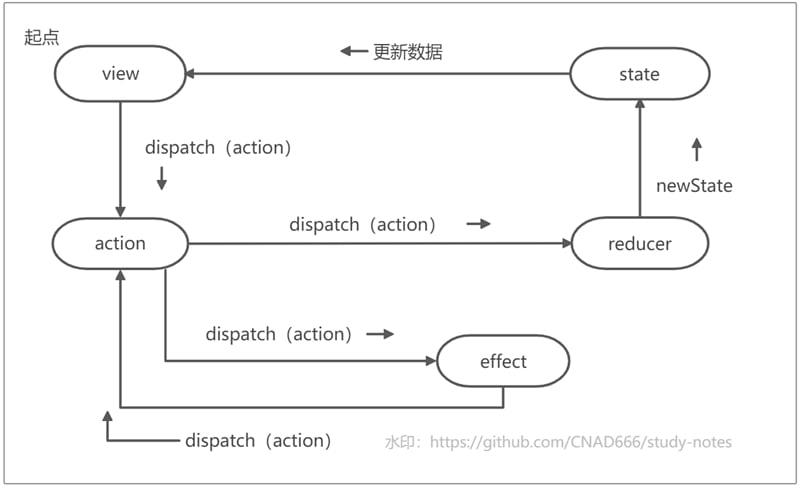 起点
view
更新数据
state
dispatch（action）
newState
action
dispatch（action）
reducer
dispatch（action）
effect
dispatch（action）
水印：https://github.com/CNAD666/study-notes